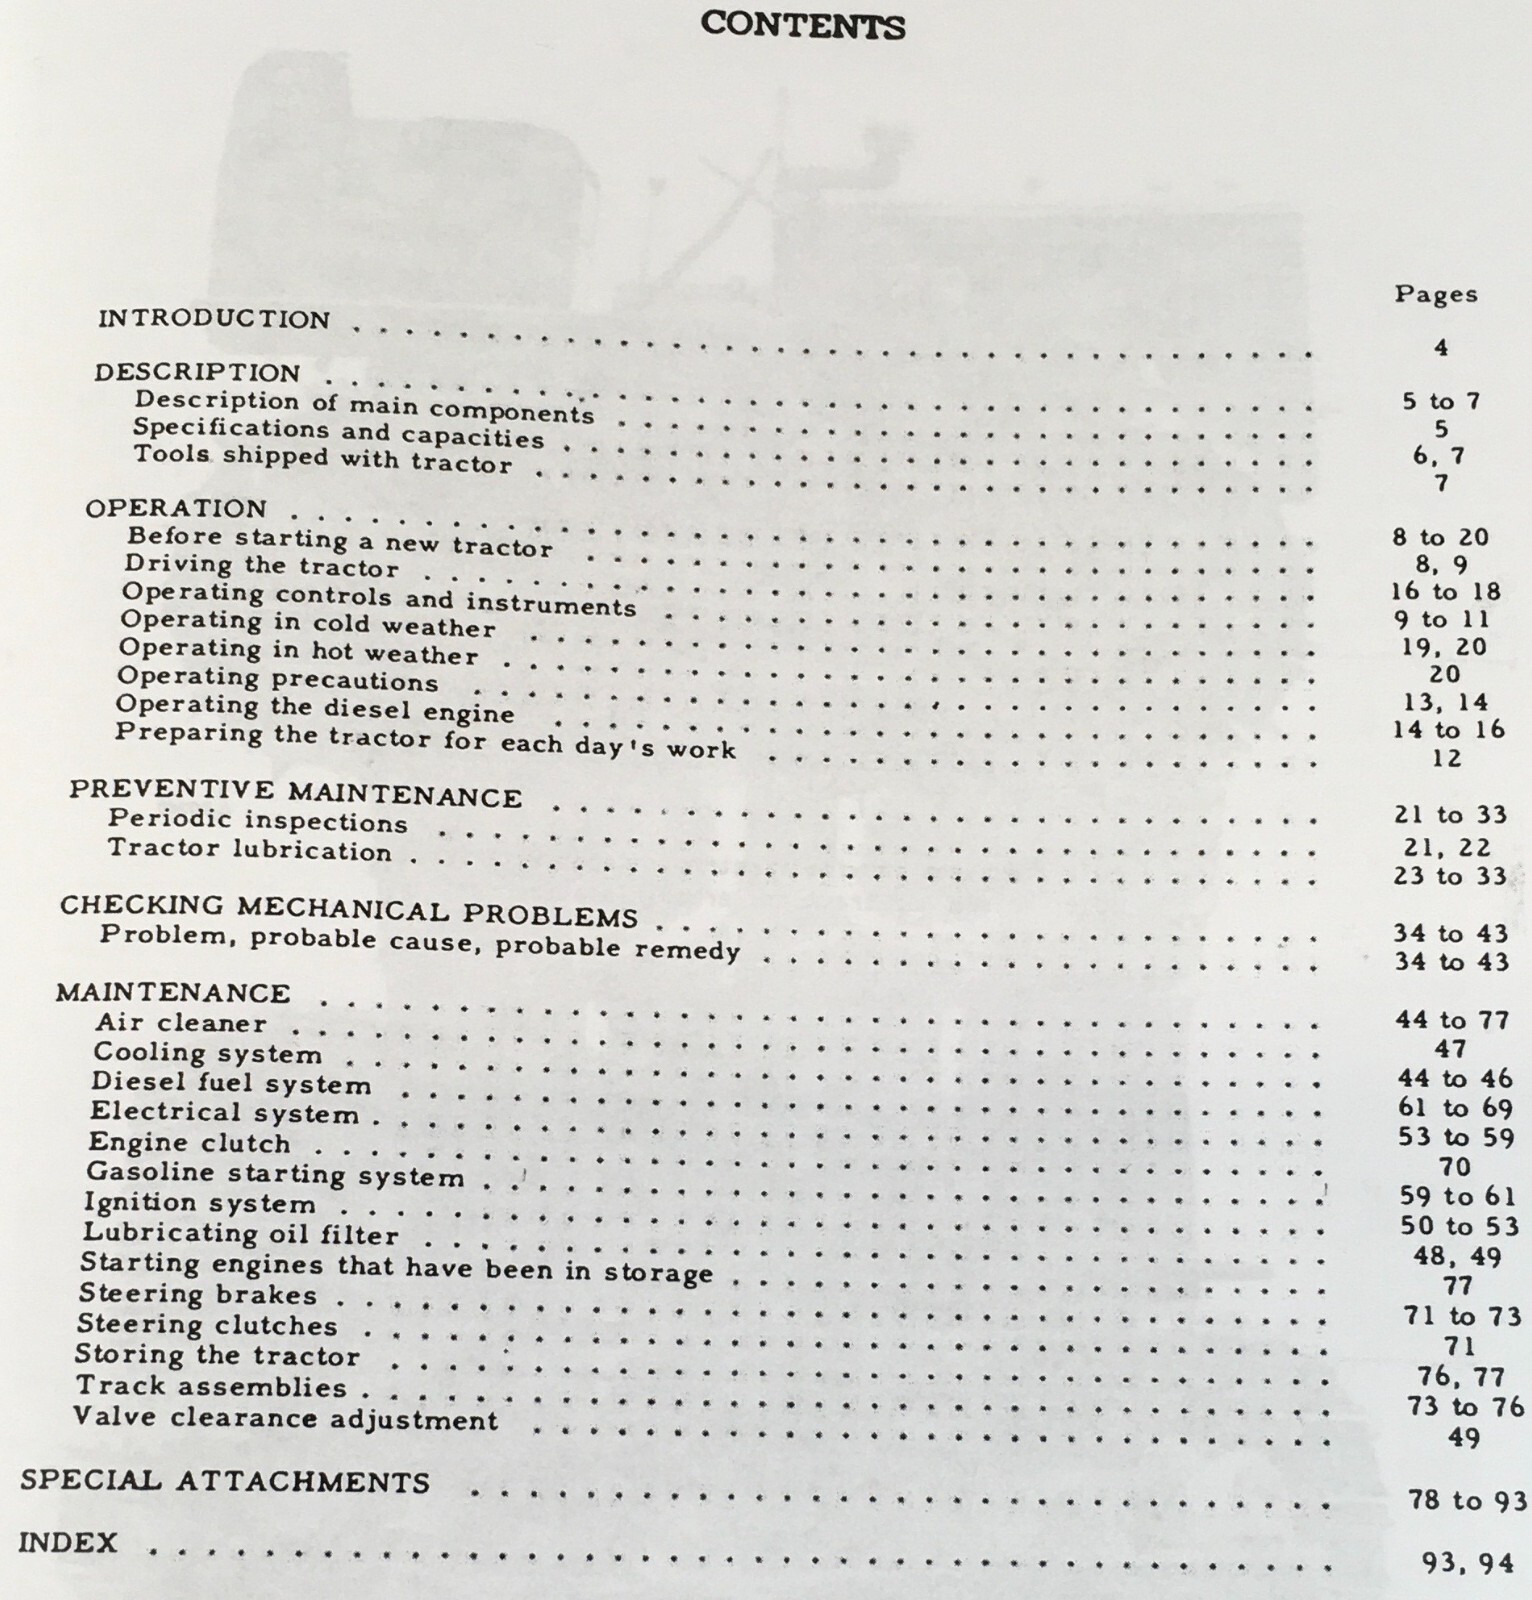 CONTENTS
Pages
INTRODUCTION . . . . . . . . . . . . . . . . . . . . 4
DESCRIPTION . . . . . . . . . . . . . . . . . . . . 5 to 7
Description of main components . . . . . . . . . . 5
Specifications and capacities . . . . . . . . . . 6, 7
Tools shipped with tractor . . . . . . . . . . 7
OPERATION . . . . . . . . . . . . . . . . . . . . 8 to 20
Before starting a new tractor . . . . . . . . . . 8, 9
Driving the tractor . . . . . . . . . . 16 to 18
Operating controls and instruments . . . . . . . . . . 9 to 11
Operating in cold weather . . . . . . . . . . 19, 20
Operating in hot weather . . . . . . . . . . 20
Operating precautions . . . . . . . . . . 13, 14
Operating the diesel engine . . . . . . . . . . 14 to 16
Preparing the tractor for each day's work . . . . . . . . . . 12
PREVENTIVE MAINTENANCE . . . . . . . . . . 21 to 33
Periodic inspections . . . . . . . . . . 21, 22
Tractor lubrication . . . . . . . . . . 23 to 33
CHECKING MECHANICAL PROBLEMS . . . . . . . . . . 34 to 43
Problem, probable cause, probable remedy . . . . . . . . . . 34 to 43
MAINTENANCE . . . . . . . . . . 44 to 77
Air cleaner . . . . . . . . . . 47
Cooling system . . . . . . . . . . 44 to 46
Diesel fuel system . . . . . . . . . . 61 to 69
Electrical system . . . . . . . . . . 53 to 59
Engine clutch . . . . . . . . . . 70
Gasoline starting system . . . . . . . . . . 59 to 61
Ignition system . . . . . . . . . . 50 to 53
Lubricating oil filter . . . . . . . . . . 48, 49
Starting engines that have been in storage . . . . . . . . . . 77
Steering brakes . . . . . . . . . . 71 to 73
Steering clutches . . . . . . . . . . 71
Storing the tractor . . . . . . . . . . 76, 77
Track assemblies . . . . . . . . . . 73 to 76
Valve clearance adjustment . . . . . . . . . . 49
SPECIAL ATTACHMENTS . . . . . . . . . . 78 to 93
INDEX . . . . . . . . . . 93, 94